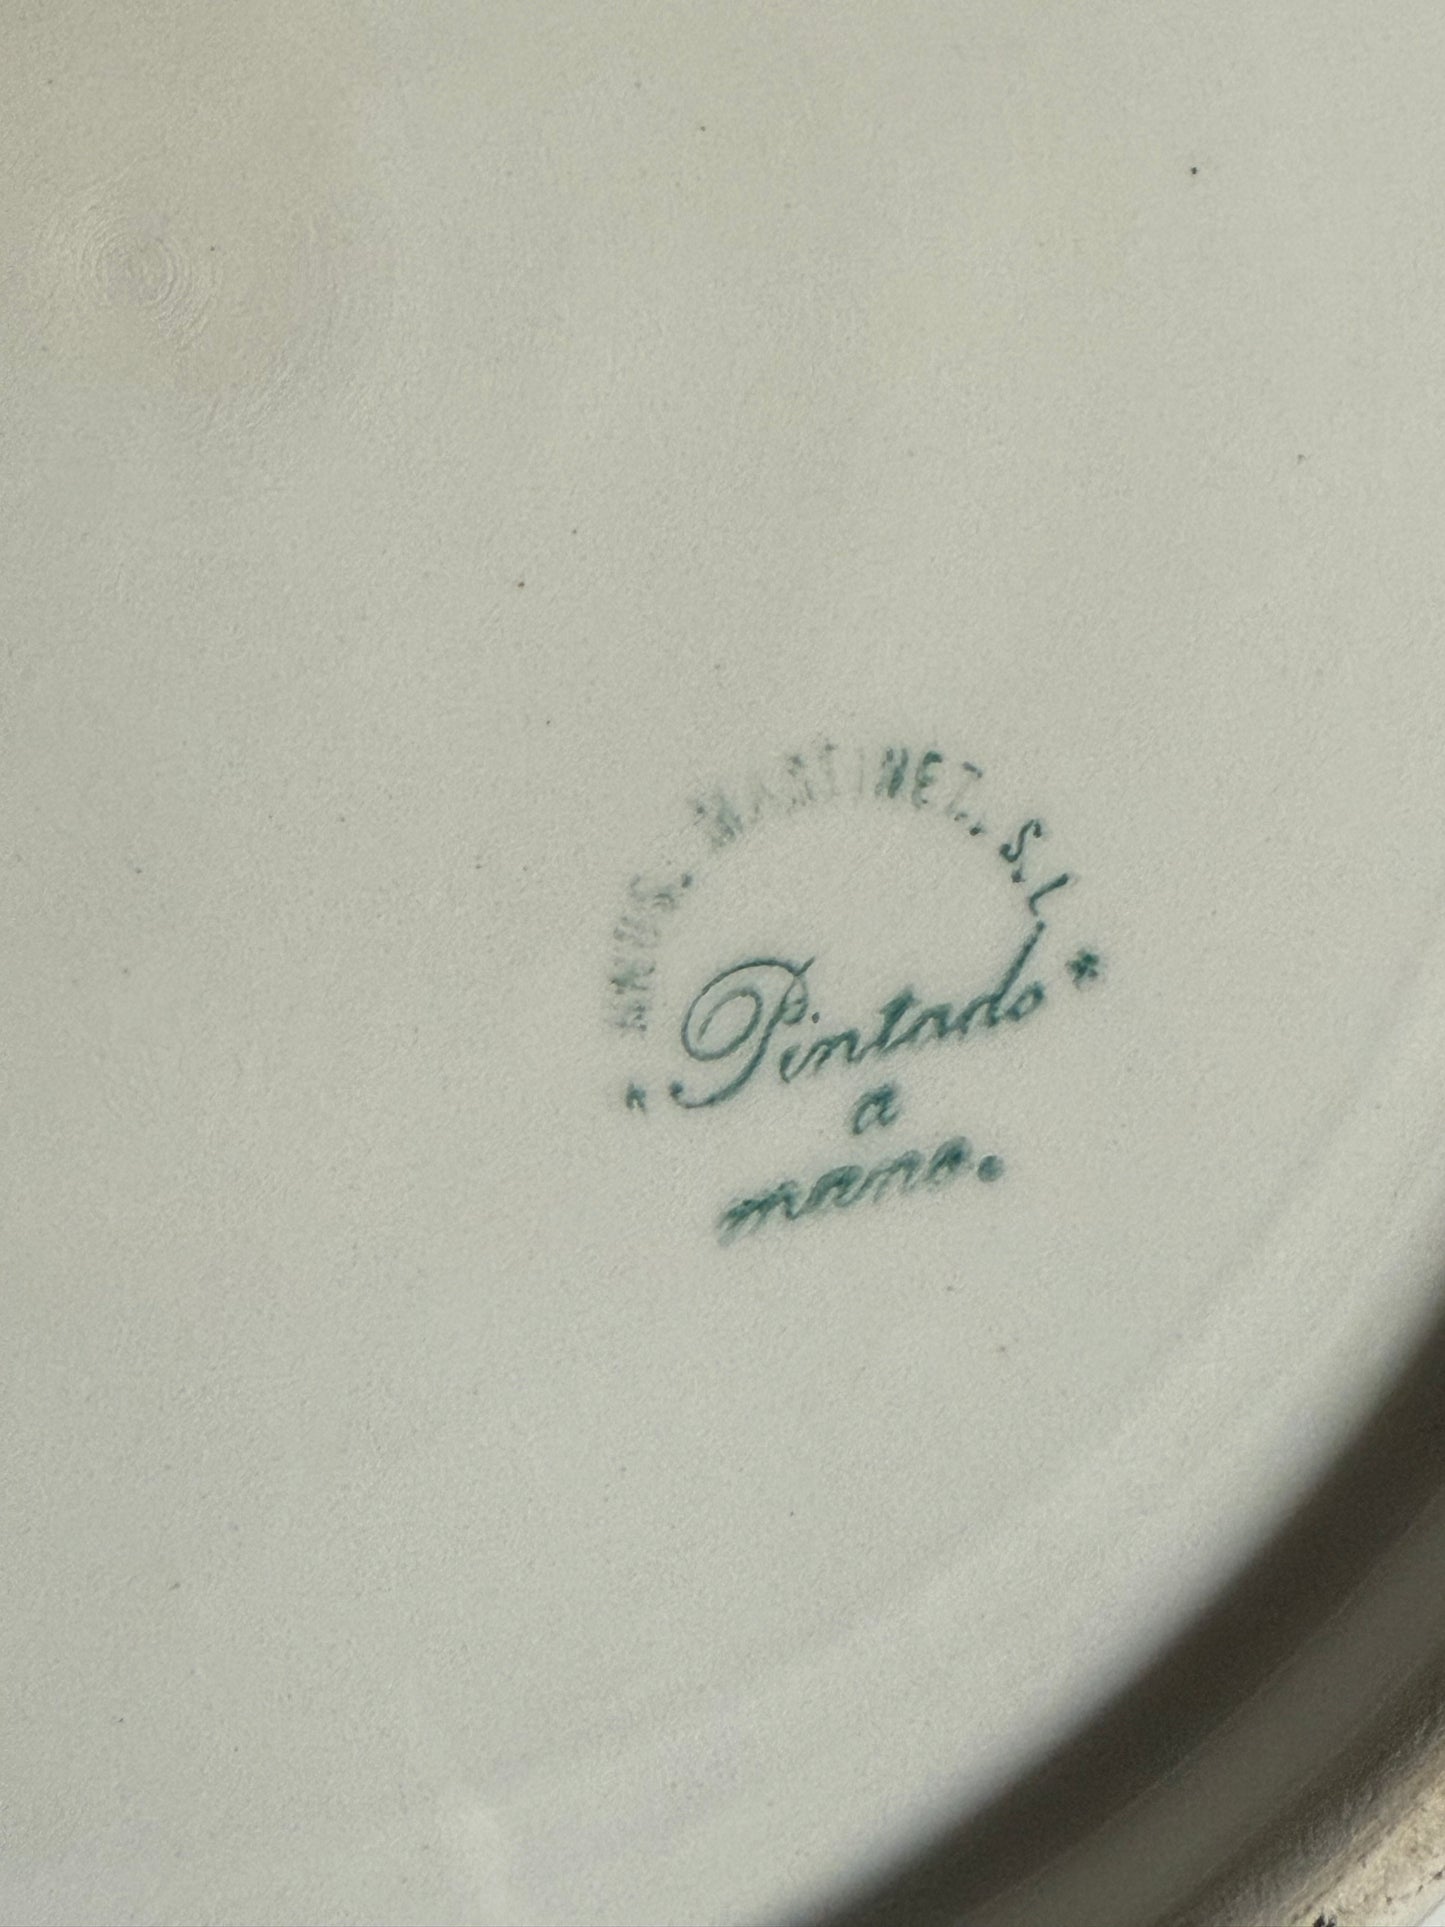 MARTINEZ. S.L.
* Pintado *
a
mano.